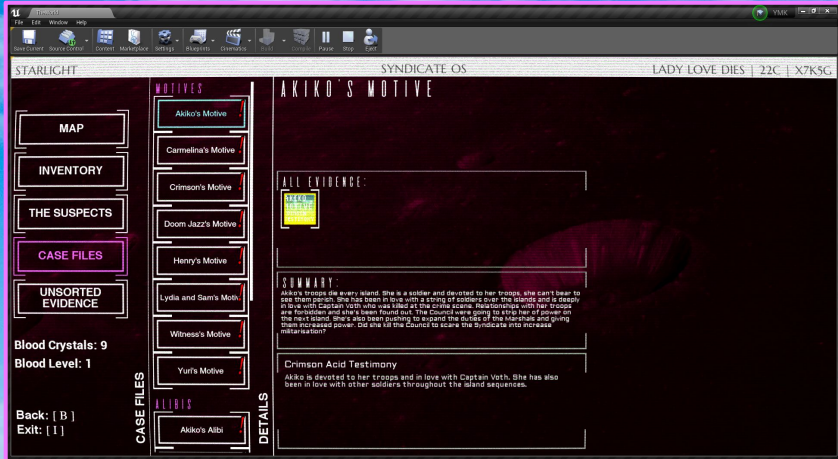 TheWorld
YMK
File Edit Window Help
Save Current Source Control Content Marketplace Settings Blueprints Cinematics Build Compile Pause Stop Eject
STARLIGHT SYNDICATE OS LADY LOVE DIES | 22C | X7K5G
MAP
INVENTORY
THE SUSPECTS
CASE FILES
UNSORTED
EVIDENCE
Blood Crystals: 9
Blood Level: 1
Back: [ B ]
Exit: [ I ]
CASE FILES
MOTIVES
Akiko's Motive
Carmelina's Motive
Crimson's Motive
Doom Jazz's Motive
Henry's Motive
Lydia and Sam's Motiv
Witness's Motive
Yuri's Motive
ALIBIS
Akiko's Alibi
DETAILS
AKIKO'S MOTIVE
ALL EVIDENCE:
SUMMARY:
Akiko's troops die every island. She is a soldier and devoted to her troops, she can't bear to
see them perish. She has been in love with a string of soldiers over the islands and is deeply
in love with Captain Voth who was killed at the crime scene. Relationships with her troops
are forbidden and she's been found out. The Council were going to strip her of power on
the next island. She's also been pushing to expand the duties of the Marshals and giving
them increased power. Did she kill the Council to scare the Syndicate into increase
militarisation?
Crimson Acid Testimony
Akiko is devoted to her troops and in love with Captain Voth. She has also
been in love with other soldiers throughout the island sequences.